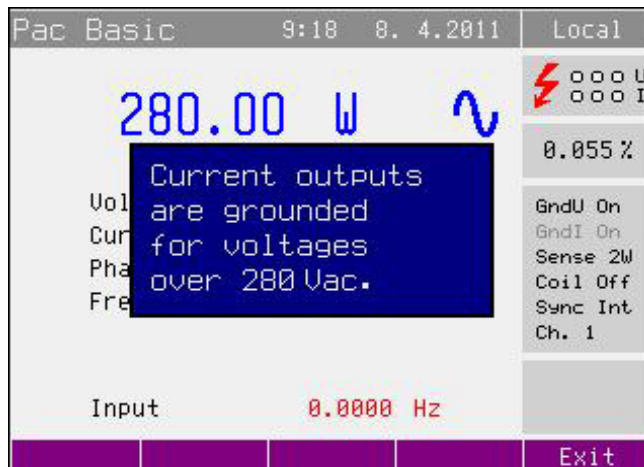 Pac Basic 9:18 8. 4.2011 Local
U
I
280.00 W
0.055 %
Current outputs
are grounded
for voltages
over 280 Vac.
Vol
Cur
Pha
Fre
GndU On
GndI On
Sense 2W
Coil Off
Sync Int
Ch. 1
Input 0.0000 Hz
Exit